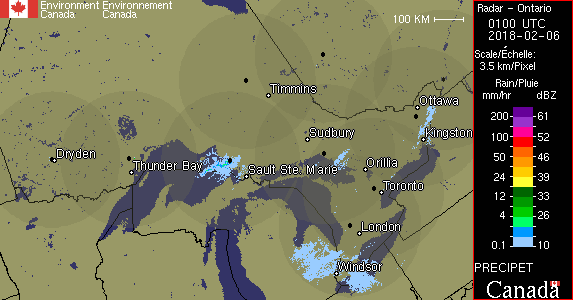 Environment Environnement
Canada Canada
100 KM
Radar - Ontario
0100 UTC
2018-02-06
Scale/Échelle:
3.5 km/Pixel
Rain/Pluie
mm/hr dBZ
200 61
100 52
50 46
24 39
12 33
4 26
0.1 10
PRECIPET
Canada
Timmins
Ottawa
Sudbury
Kingston
Dryden
Thunder Bay
Sault Ste. Marie
Orillia
Toronto
London
Windsor